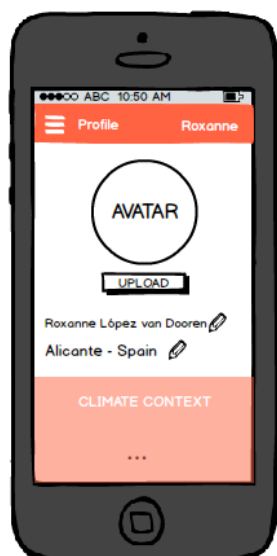 ABC 10:50 AM
Profile Roxanne
AVATAR
UPLOAD
Roxanne López van Dooren
Alicante - Spain
CLIMATE CONTEXT
...